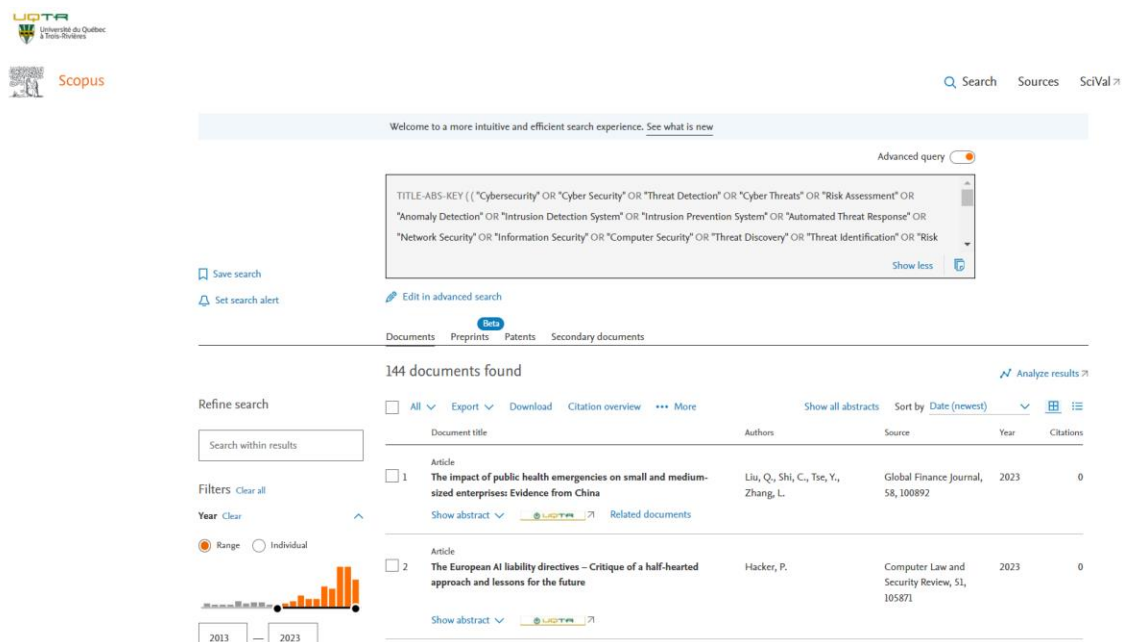 UQTR
Université du Québec
à Trois-Rivières
Scopus
Search Sources SciVal
Welcome to a more intuitive and efficient search experience. See what is new
Advanced query
TITLE-ABS-KEY ( ( "Cybersecurity" OR "Cyber Security" OR "Threat Detection" OR "Cyber Threats" OR "Risk Assessment" OR
"Anomaly Detection" OR "Intrusion Detection System" OR "Intrusion Prevention System" OR "Automated Threat Response" OR
"Network Security" OR "Information Security" OR "Computer Security" OR "Threat Discovery" OR "Threat Identification" OR "Risk
Show less
Save search
Set search alert
Edit in advanced search
Beta
Documents Preprints Patents Secondary documents
144 documents found
Analyze results
Refine search
All Export Download Citation overview ••• More Show all abstracts Sort by Date (newest)
Search within results
Document title Authors Source Year Citations
Article
1 The impact of public health emergencies on small and medium-
sized enterprises: Evidence from China
Liu, Q., Shi, C., Tse, Y.,
Zhang, L.
Global Finance Journal,
58, 100892
2023 0
Show abstract UQTR Related documents
Filters Clear all
Year Clear
Range Individual
Article
2 The European AI liability directives – Critique of a half-hearted
approach and lessons for the future
Hacker, P.
Computer Law and
Security Review, 51,
105871
2023 0
Show abstract UQTR
2013 — 2023